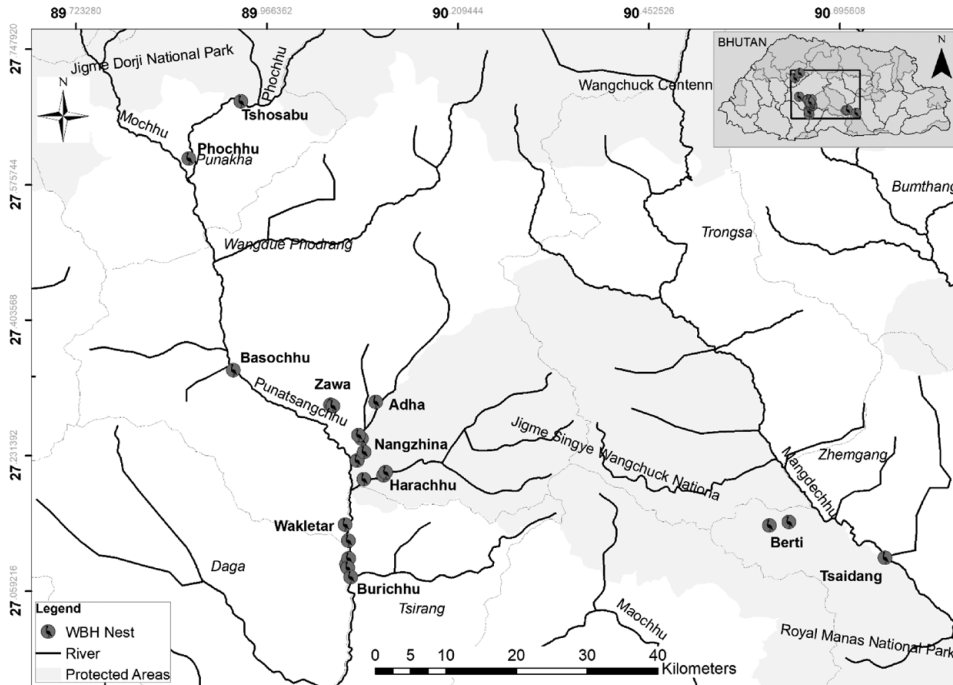 89.723280
89.966362
90.209444
90.452526
90.695808
27.747920
27.575744
27.403568
27.231392
27.059216
Jigme Dorji National Park
Phochhu
Wangchuck Centenn
BHUTAN
N
N
Tshosabu
Mochhu
Phochhu
Punakha
Bumthang
Wangdue Phodrang
Trongsa
Basochhu
Zawa
Punatsangchhu
Adha
Nangzhina
Jigme Singye Wangchuck Nationa
Zhemgang
Mangdechhu
Harachhu
Wakletar
Berti
Daga
Burichhu
Tsirang
Tsaidang
Maochhu
Royal Manas National Park
Legend
WBH Nest
River
Protected Areas
0 5 10 20 30 40
Kilometers